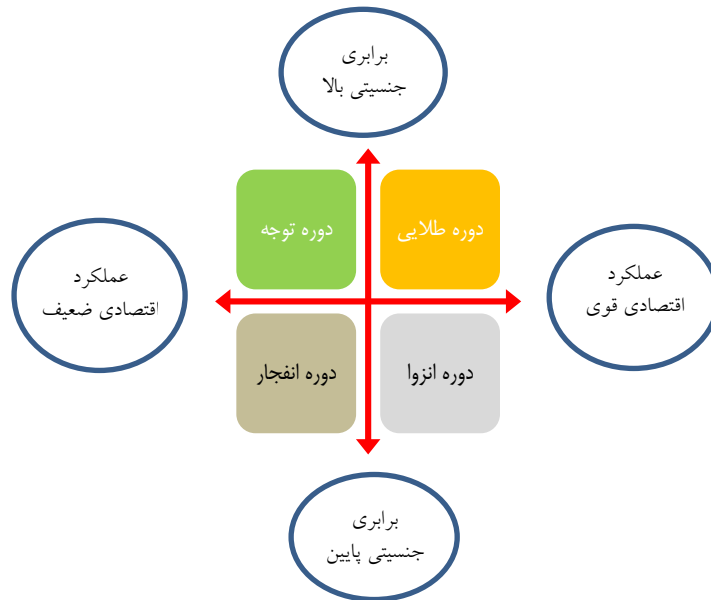 برابری
جنسیتی بالا
دوره طلایی
دوره توجه
عملکرد
اقتصادی قوی
عملکرد
اقتصادی ضعیف
دوره انزوا
دوره انفجار
برابری
جنسیتی پایین